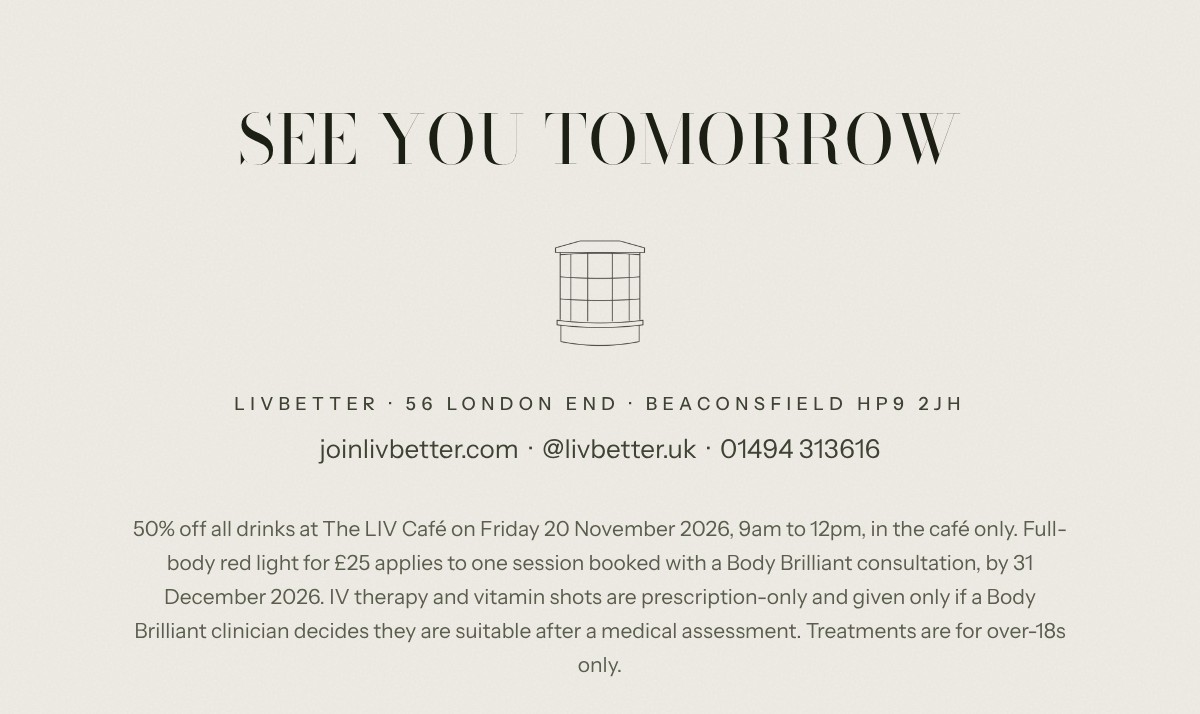 SEE YOU TOMORROW
LIVBETTER · 56 LONDON END · BEACONSFIELD HP9 2JH
joinlivbetter.com · @livbetter.uk · 01494 313616
50% off all drinks at The LIV Café on Friday 20 November 2026, 9am to 12pm, in the café only. Full-
body red light for £25 applies to one session booked with a Body Brilliant consultation, by 31
December 2026. IV therapy and vitamin shots are prescription-only and given only if a Body
Brilliant clinician decides they are suitable after a medical assessment. Treatments are for over-18s
only.